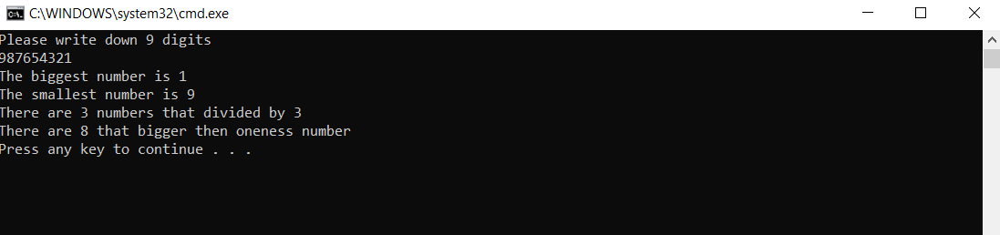 C:\WINDOWS\system32\cmd.exe
Please write down 9 digits
987654321
The biggest number is 1
The smallest number is 9
There are 3 numbers that divided by 3
There are 8 that bigger then oneness number
Press any key to continue . . .